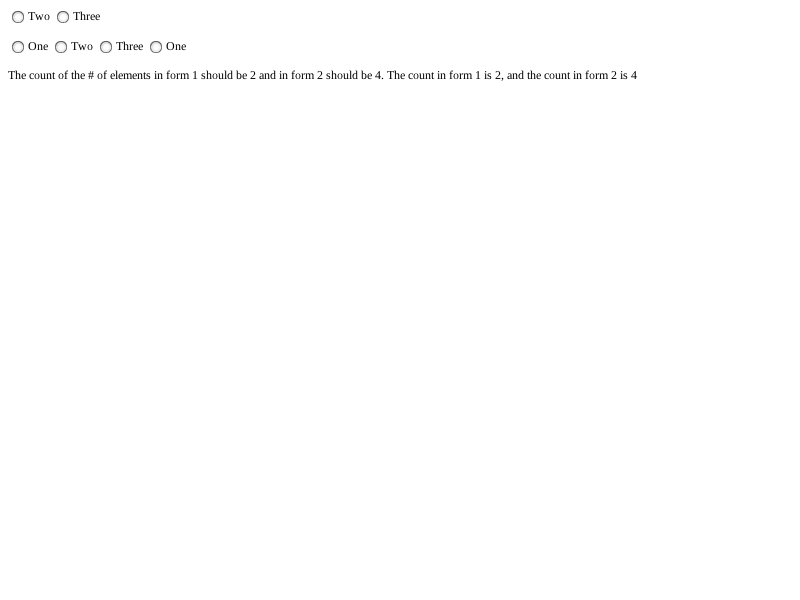 Two Three
One Two Three One
The count of the # of elements in form 1 should be 2 and in form 2 should be 4. The count in form 1 is 2, and the count in form 2 is 4